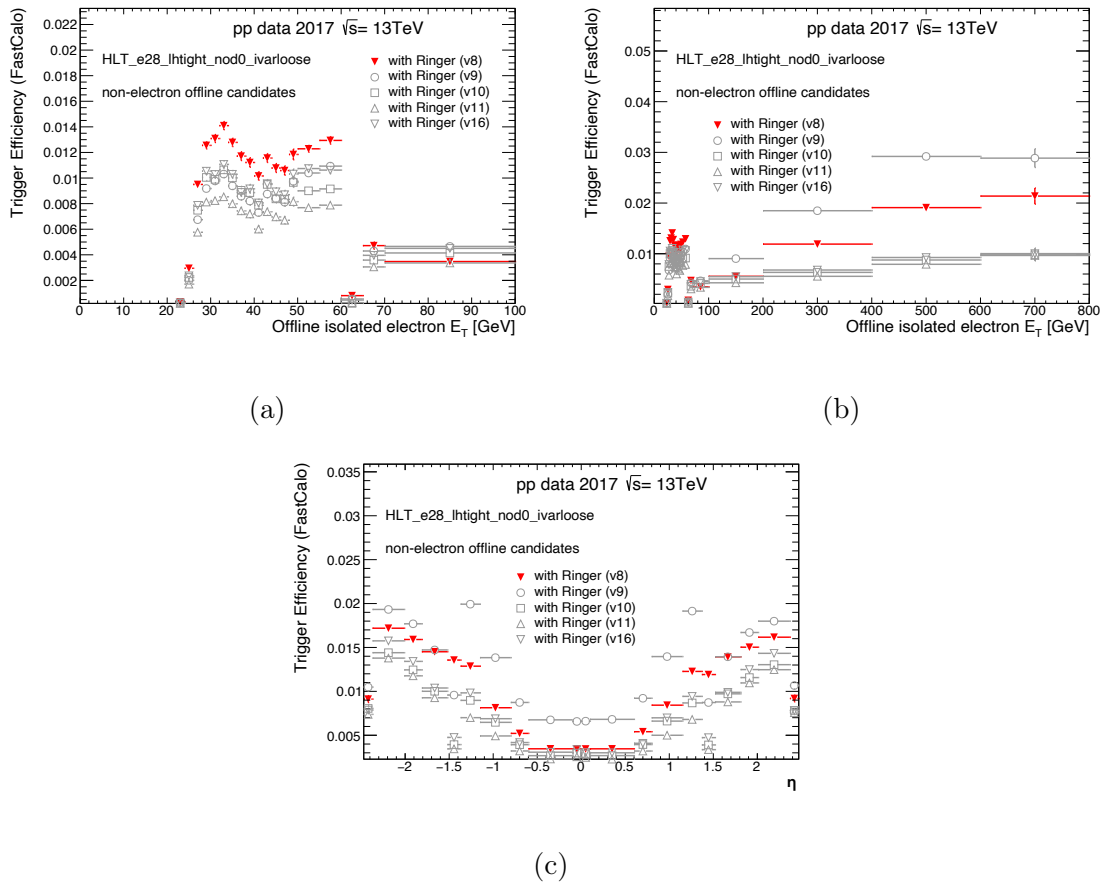 pp data 2017 √s= 13TeV
HLT_e28_lhtight_nod0_ivarloose
non-electron offline candidates
with Ringer (v8)
with Ringer (v9)
with Ringer (v10)
with Ringer (v11)
with Ringer (v16)
Trigger Efficiency (FastCalo)
0.022
0.02
0.018
0.016
0.014
0.012
0.01
0.008
0.006
0.004
0.002
0 10 20 30 40 50 60 70 80 90 100
Offline isolated electron E_T [GeV]
(a)
pp data 2017 √s= 13TeV
HLT_e28_lhtight_nod0_ivarloose
non-electron offline candidates
with Ringer (v8)
with Ringer (v9)
with Ringer (v10)
with Ringer (v11)
with Ringer (v16)
Trigger Efficiency (FastCalo)
0.05
0.04
0.03
0.02
0.01
0 100 200 300 400 500 600 700 800
Offline isolated electron E_T [GeV]
(b)
pp data 2017 √s= 13TeV
HLT_e28_lhtight_nod0_ivarloose
non-electron offline candidates
with Ringer (v8)
with Ringer (v9)
with Ringer (v10)
with Ringer (v11)
with Ringer (v16)
Trigger Efficiency (FastCalo)
0.035
0.03
0.025
0.02
0.015
0.01
0.005
−2 −1.5 −1 −0.5 0 0.5 1 1.5 2
η
(c)